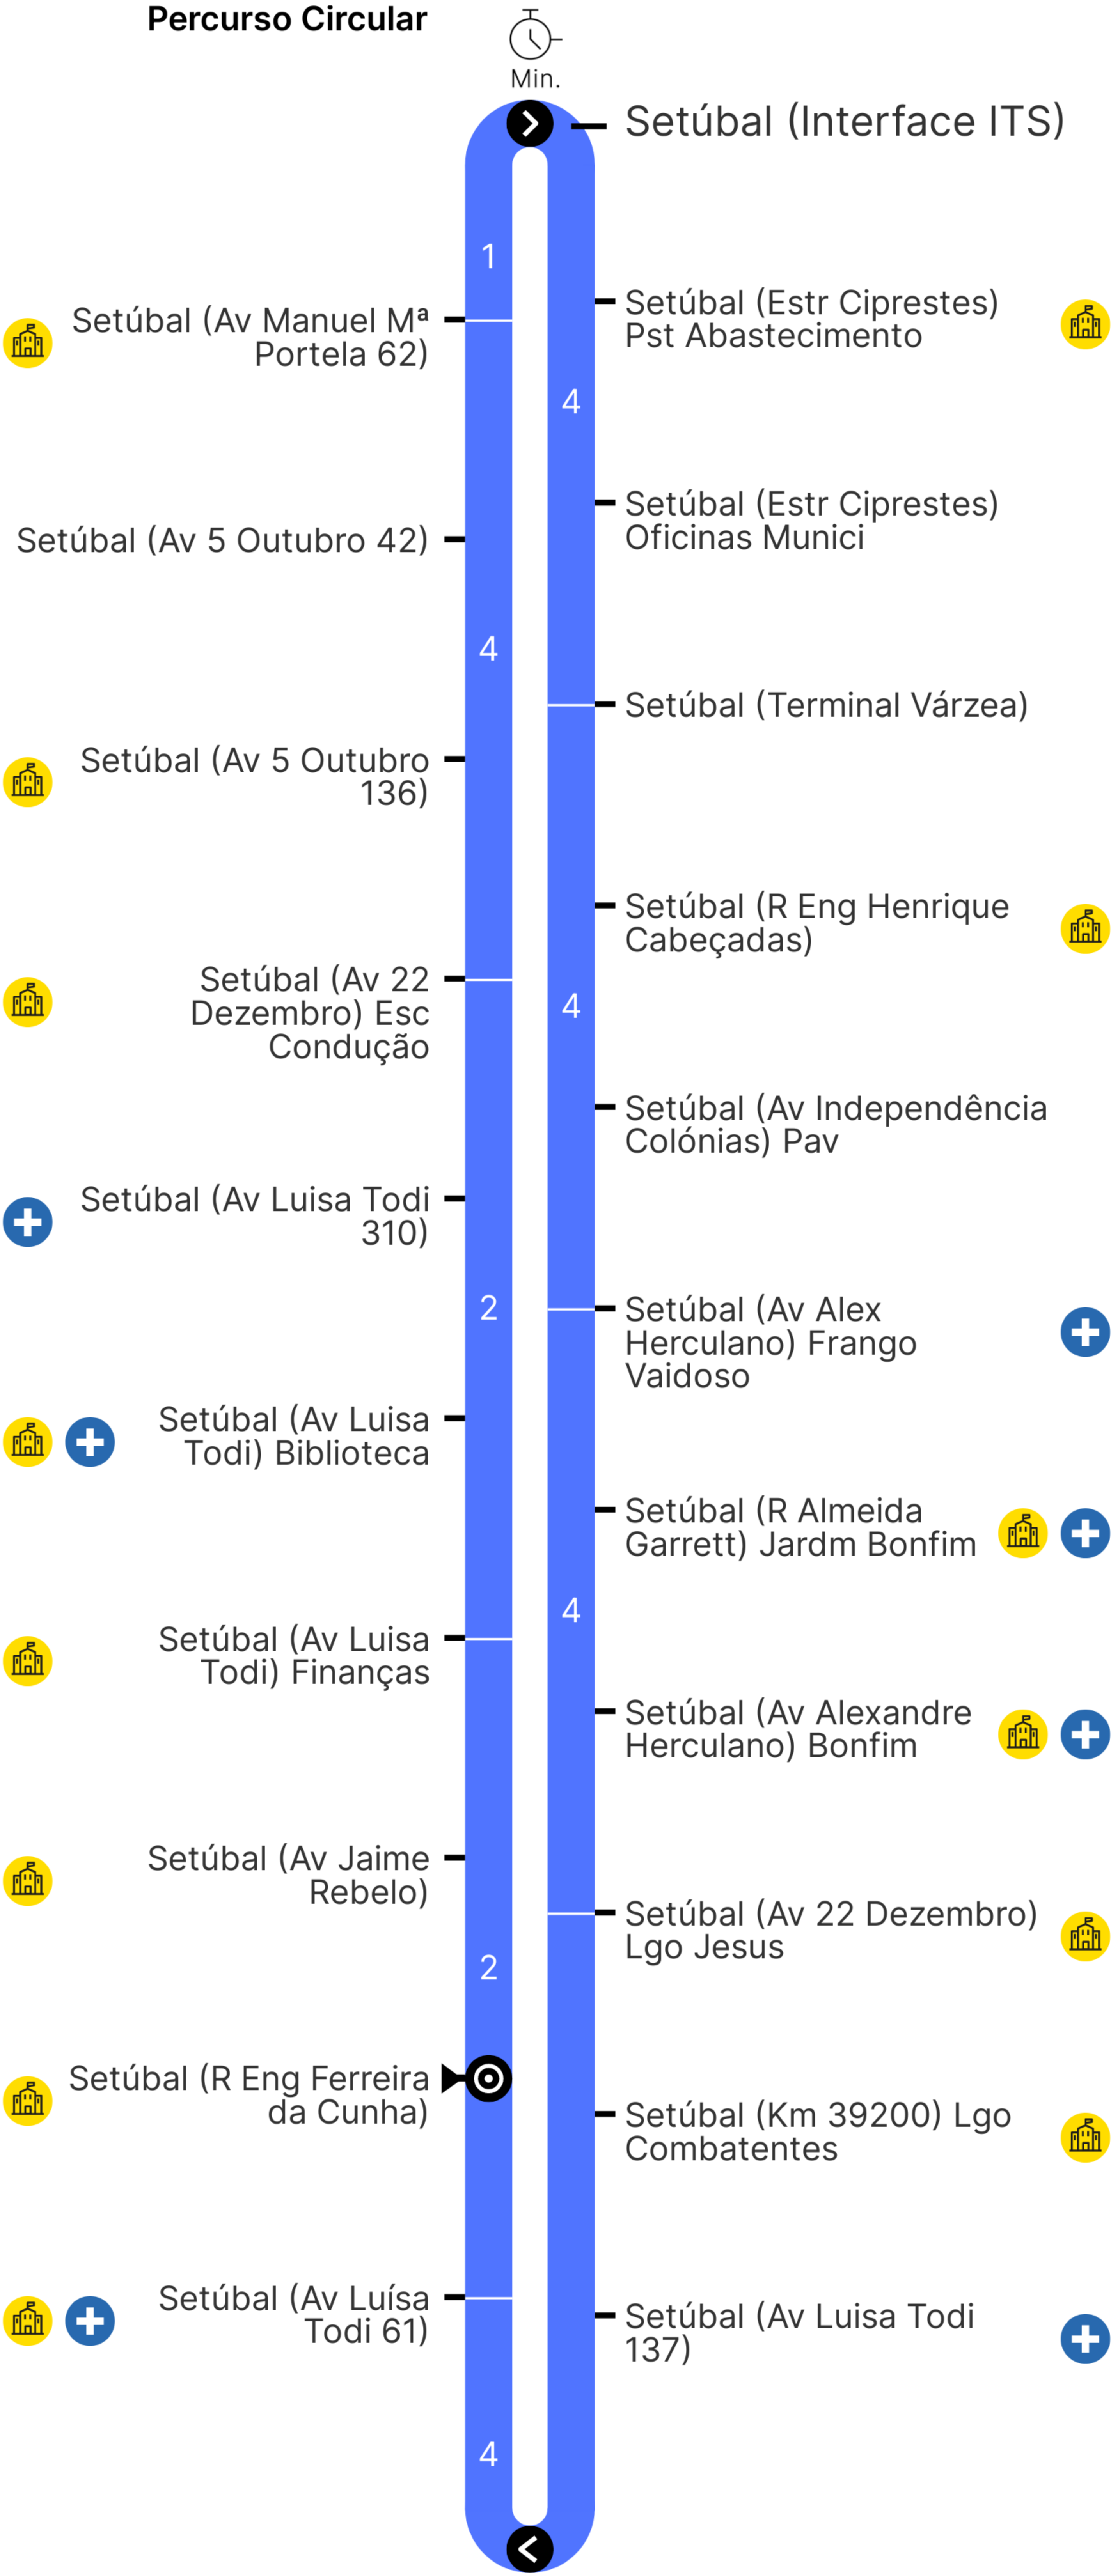 Percurso Circular
Min.
Setúbal (Interface ITS)
1
Setúbal (Av Manuel Mª
Portela 62)
Setúbal (Estr Ciprestes)
Pst Abastecimento
4
Setúbal (Estr Ciprestes)
Oficinas Munici
Setúbal (Av 5 Outubro 42)
4
Setúbal (Terminal Várzea)
Setúbal (Av 5 Outubro
136)
Setúbal (R Eng Henrique
Cabeçadas)
Setúbal (Av 22
Dezembro) Esc
Condução
4
Setúbal (Av Independência
Colónias) Pav
Setúbal (Av Luisa Todi
310)
2
Setúbal (Av Alex
Herculano) Frango
Vaidoso
Setúbal (Av Luisa
Todi) Biblioteca
Setúbal (R Almeida
Garrett) Jardm Bonfim
4
Setúbal (Av Luisa
Todi) Finanças
Setúbal (Av Alexandre
Herculano) Bonfim
Setúbal (Av Jaime
Rebelo)
Setúbal (Av 22 Dezembro)
Lgo Jesus
2
Setúbal (R Eng Ferreira
da Cunha)
Setúbal (Km 39200) Lgo
Combatentes
Setúbal (Av Luísa
Todi 61)
Setúbal (Av Luisa Todi
137)
4